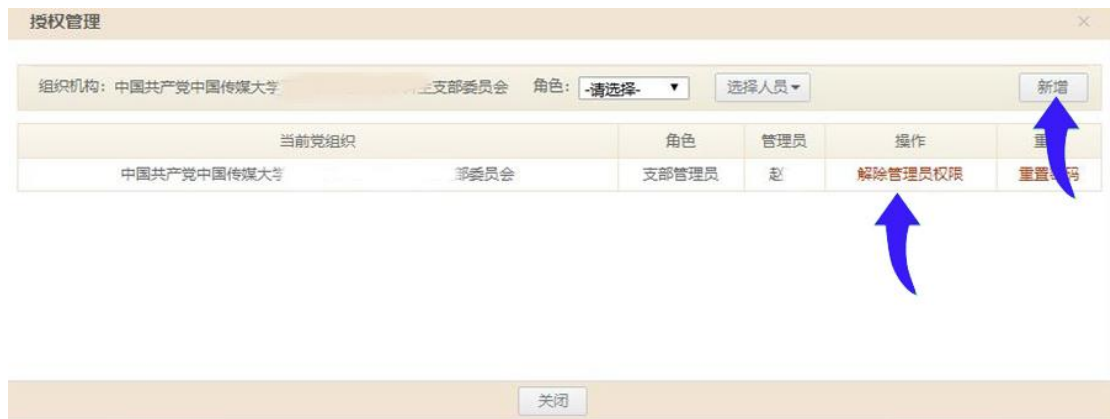 授权管理
组织机构：中国共产党中国传媒大学 生支部委员会 角色： -请选择- 选择人员 新增
当前党组织 角色 管理员 操作 重
中国共产党中国传媒大学 部委员会 支部管理员 赵 解除管理员权限 重置 码
关闭